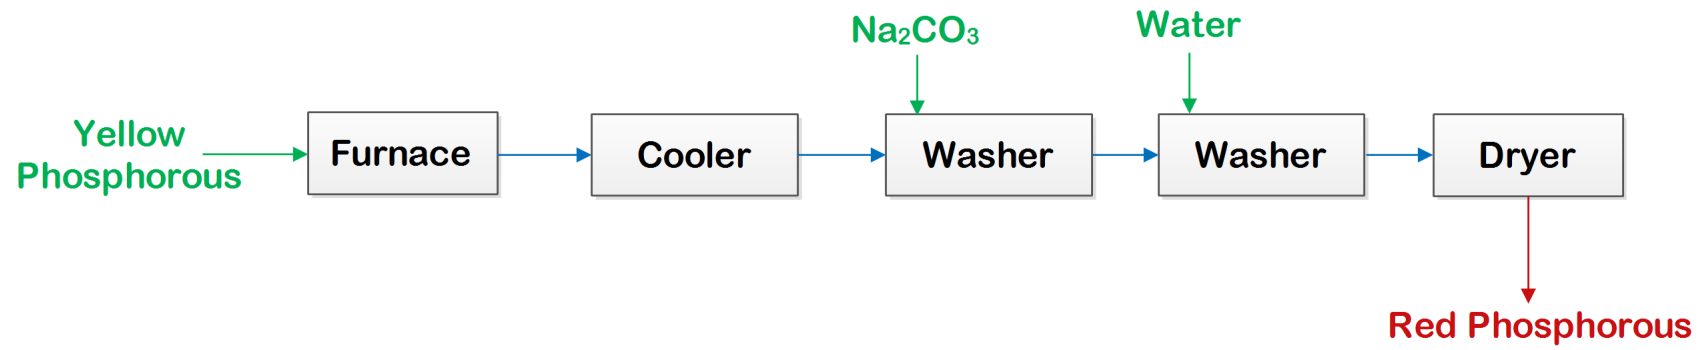 Na₂CO₃
Water
Yellow
Phosphorous
Furnace
Cooler
Washer
Washer
Dryer
Red Phosphorous